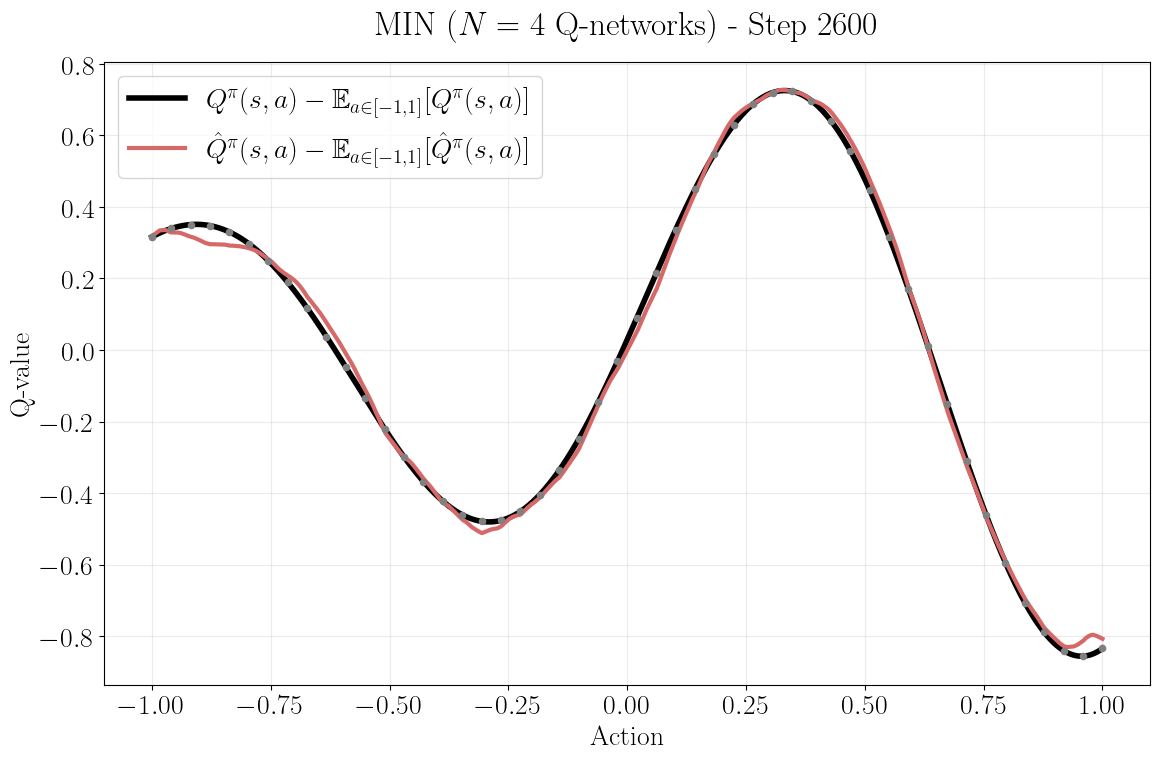 MIN (N = 4 Q-networks) - Step 2600
Q^π(s, a) − 𝔼_{a∈[−1,1]}[Q^π(s, a)]
Q̂^π(s, a) − 𝔼_{a∈[−1,1]}[Q̂^π(s, a)]
Q-value
0.8
0.6
0.4
0.2
0.0
−0.2
−0.4
−0.6
−0.8
−1.00 −0.75 −0.50 −0.25 0.00 0.25 0.50 0.75 1.00
Action